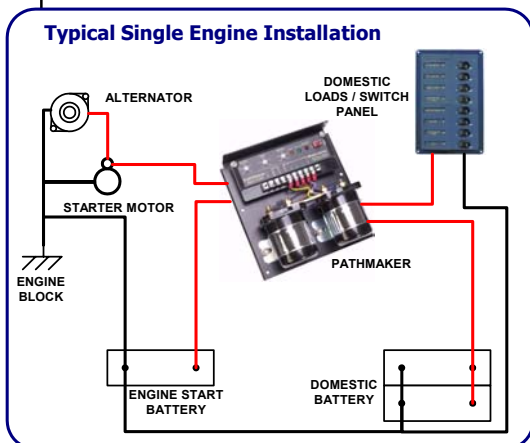 Typical Single Engine Installation
ALTERNATOR
DOMESTIC
LOADS / SWITCH
PANEL
STARTER MOTOR
PATHMAKER
ENGINE
BLOCK
ENGINE START
BATTERY
DOMESTIC
BATTERY